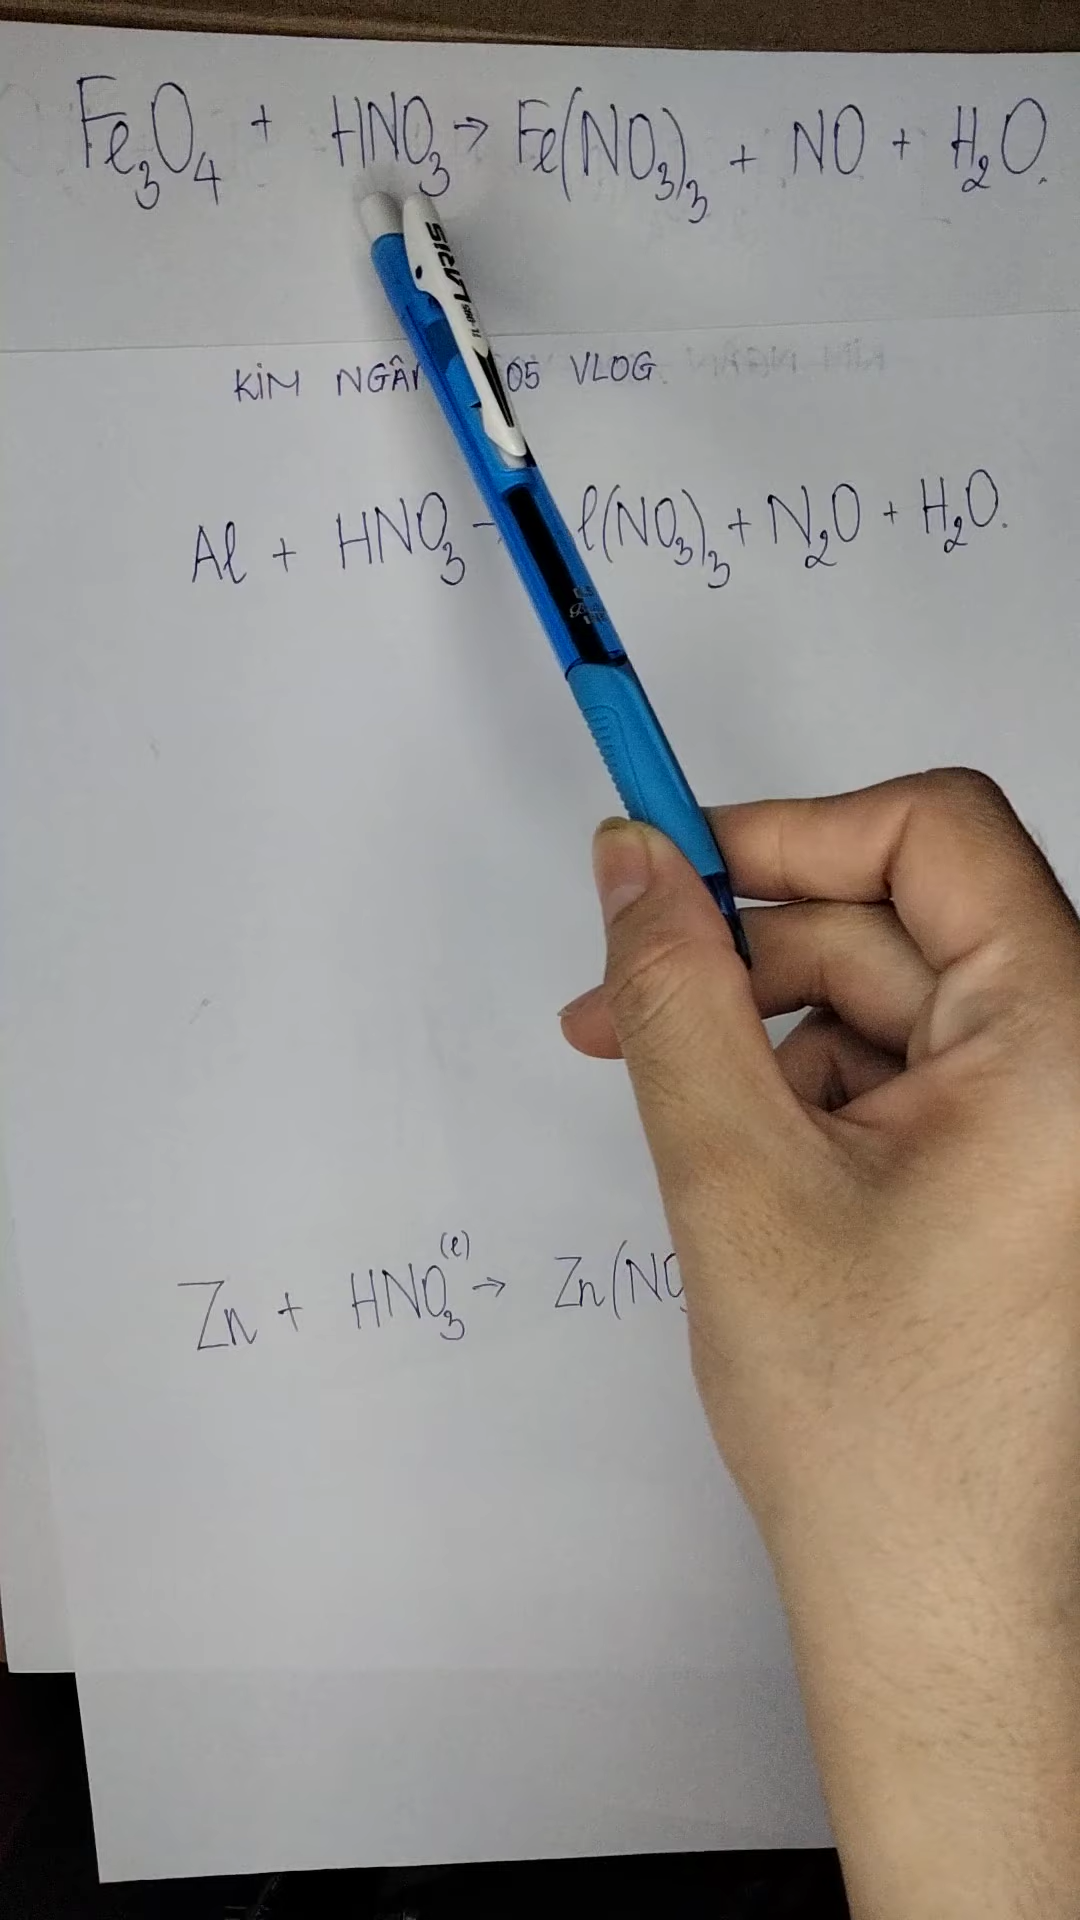 Fe₃O₄ + HNO₃ → Fe(NO₃)₃ + NO + H₂O.
KIM NGÂN 05 VLOG
Al + HNO₃ l(NO₃)₃ + N₂O + H₂O.
Zn + HNO₃(l) → Zn(NO